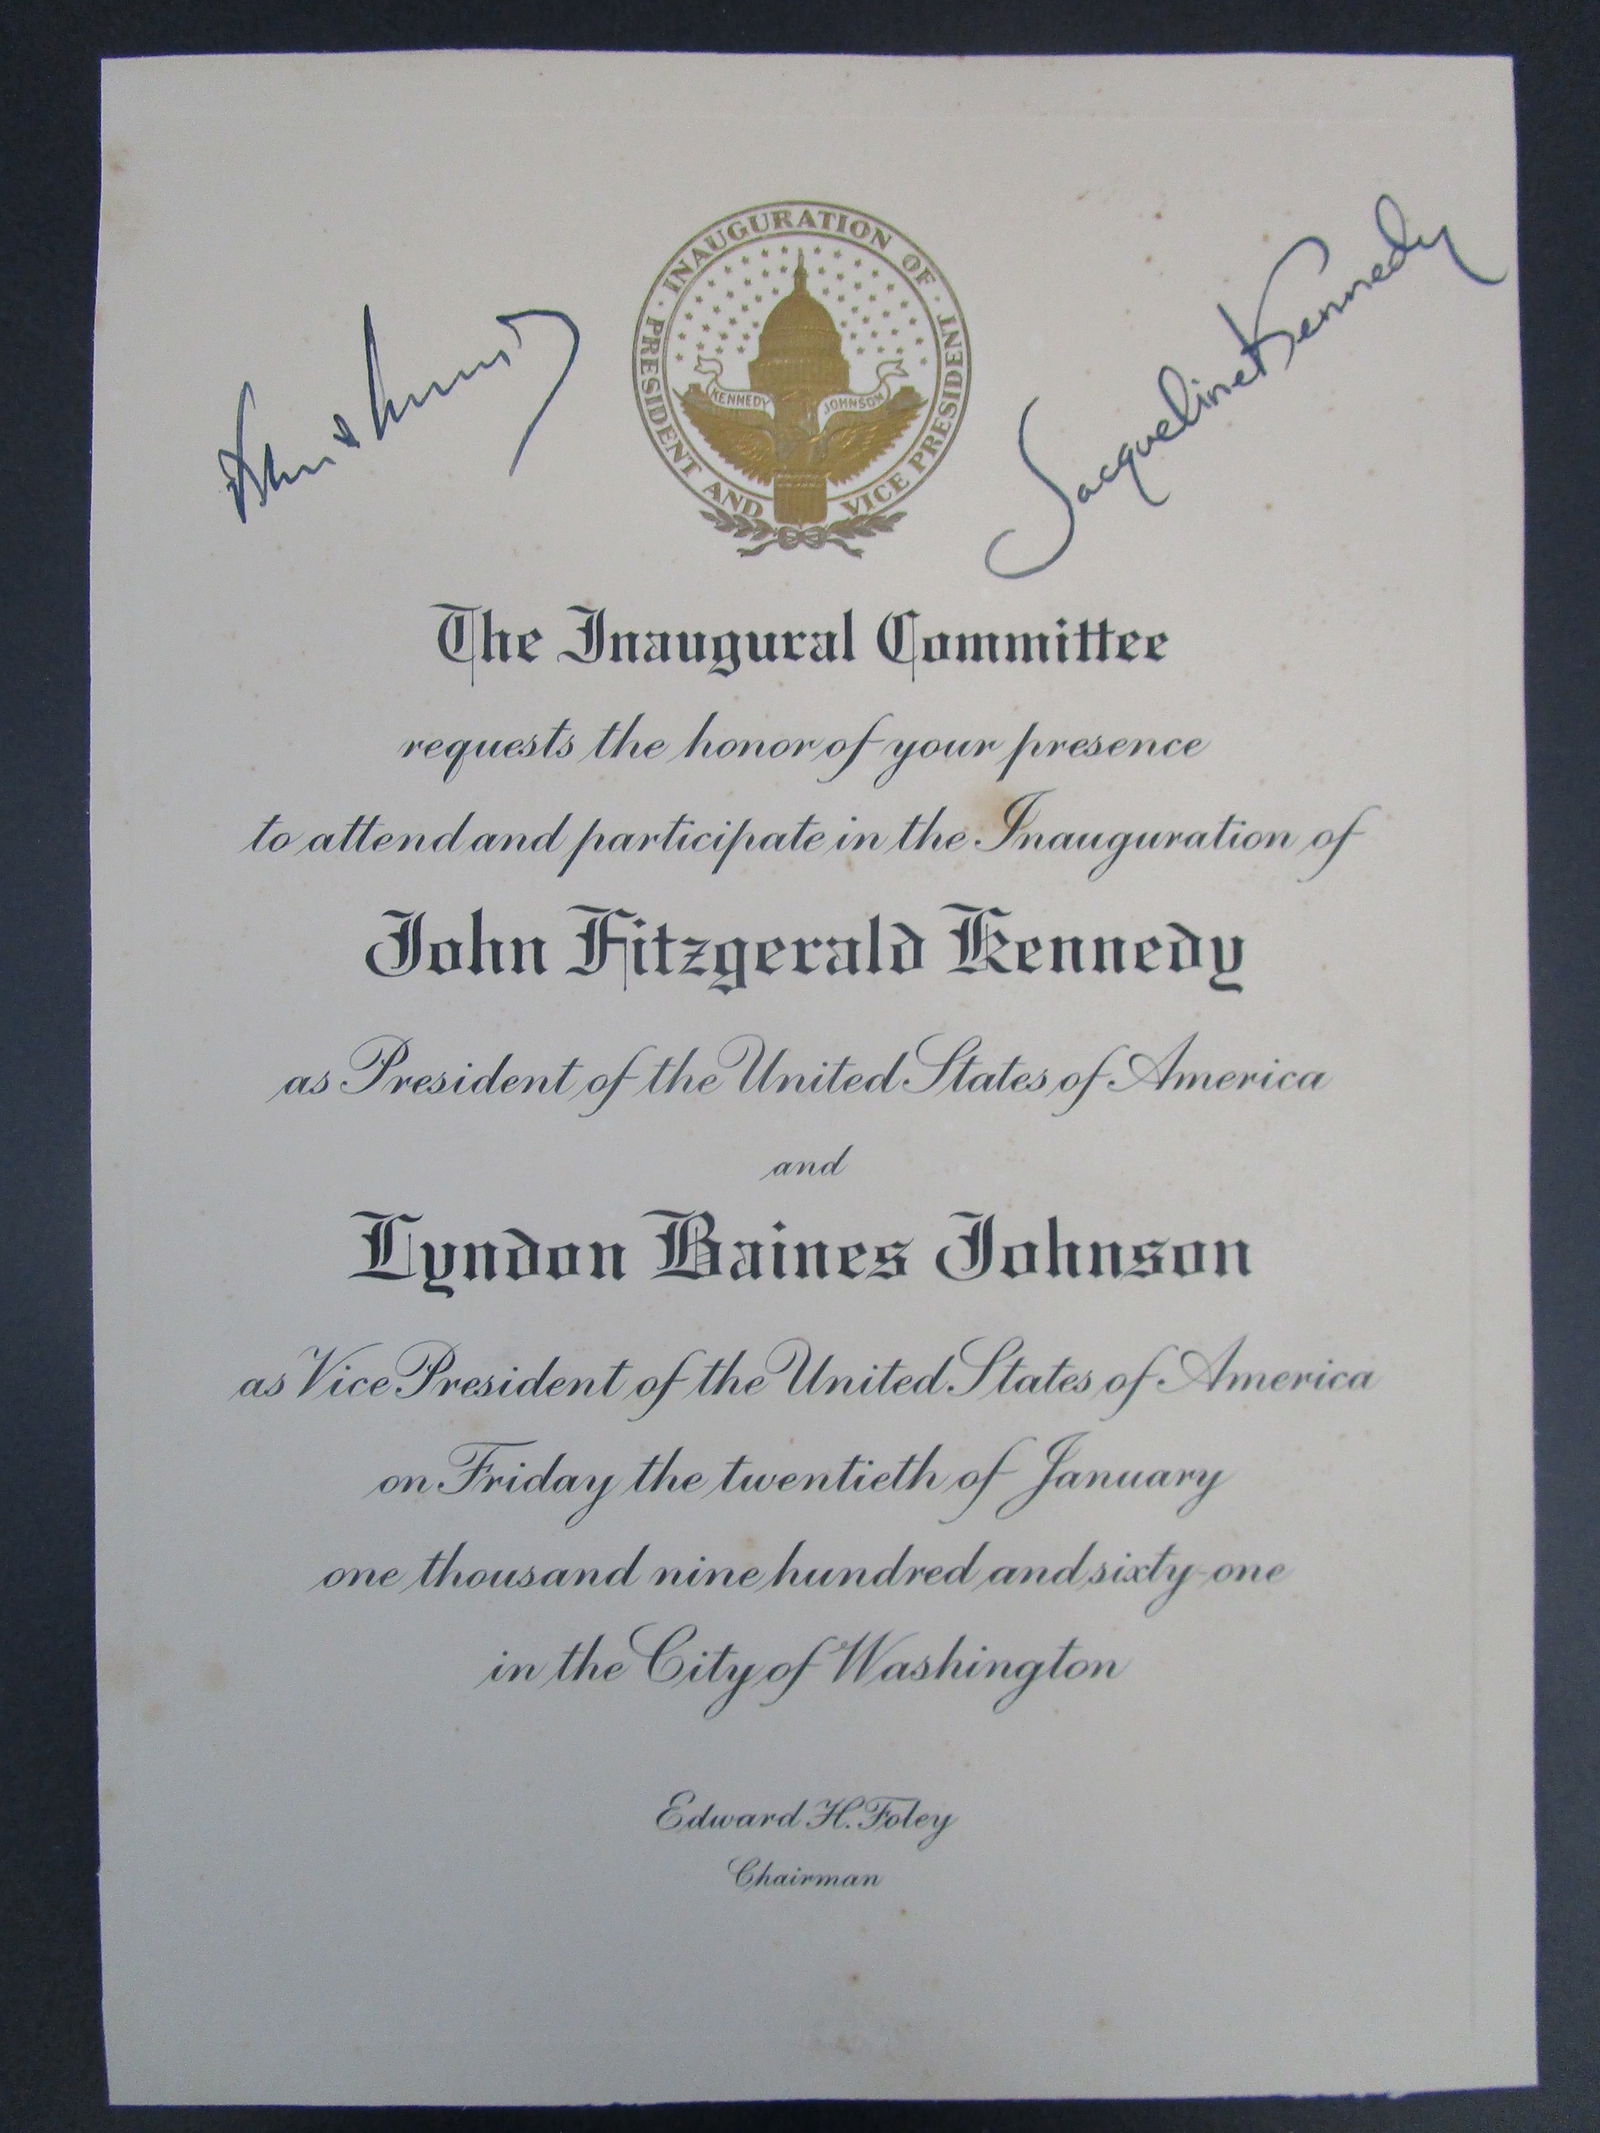 INAUGURATION OF
PRESIDENT AND VICE PRESIDENT
KENNEDY JOHNSON
Jacqueline Kennedy
The Inaugural Committee
requests the honor of your presence
to attend and participate in the Inauguration of
John Fitzgerald Kennedy
as President of the United States of America
and
Lyndon Baines Johnson
as Vice President of the United States of America
on Friday the twentieth of January
one thousand nine hundred and sixty-one
in the City of Washington
Edward H. Foley
Chairman